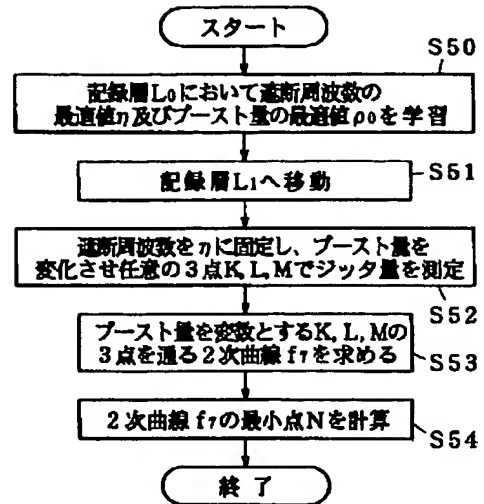 スタート
S50
記録層L0において遮断周波数の
最適値η及びブースト量の最適値ρ0を学習
記録層L1へ移動
S51
遮断周波数をηに固定し、ブースト量を
変化させ任意の3点K,L,Mでジッタ量を測定
S52
ブースト量を変数とするK,L,Mの
3点を通る2次曲線f7を求める
S53
2次曲線f7の最小点Nを計算
S54
終了